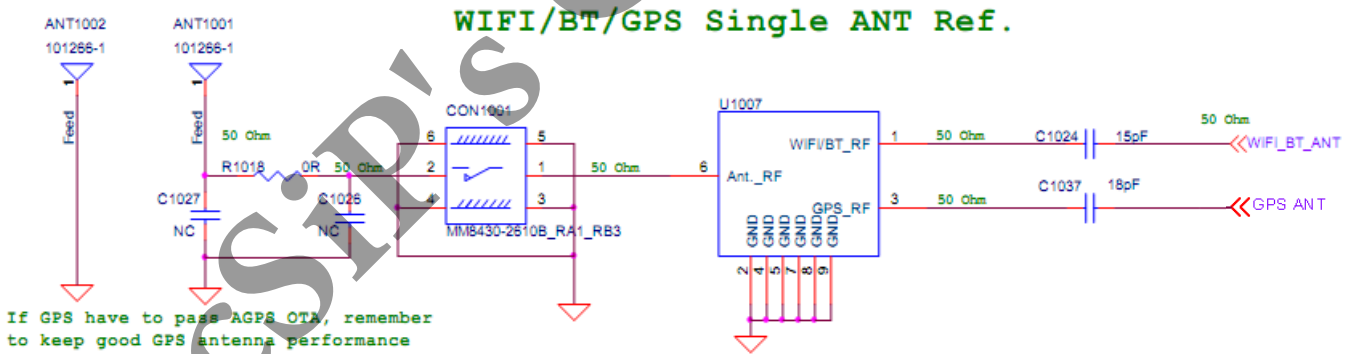 WIFI/BT/GPS Single ANT Ref.
ANT1002
101266-1
1
Feed
ANT1001
101266-1
1
Feed
50 Ohm
R1018
0R
50 Ohm
C1027
NC
C1026
NC
CON1001
6
5
2
1
4
3
MM8430-2610B_RA1_RB3
50 Ohm
U1007
6
Ant._RF
WIFI/BT_RF
1
GPS_RF
3
GND
GND
GND
GND
GND
GND
2
4
5
7
8
9
50 Ohm
C1024
15pF
50 Ohm
WIFI_BT_ANT
50 Ohm
C1037
18pF
GPS ANT
If GPS have to pass AGPS OTA, remember
to keep good GPS antenna performance
cSiP's